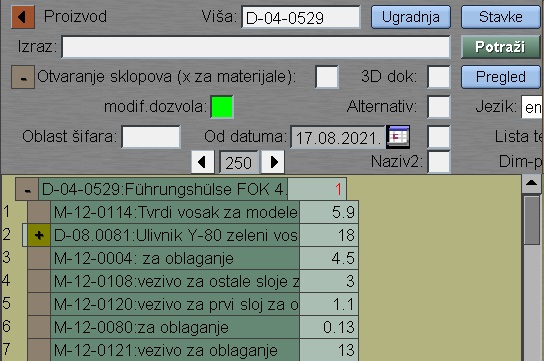 Proizvod Viša: D-04-0529 Ugradnja Stavke
Izraz: Potraži
- Otvaranje sklopova (x za materijale): 3D dok: Pregled
modif.dozvola: Alternativ: Jezik: en
Oblast šifara: Od datuma: 17.08.2021. Lista te
250 Naziv2: Dim-p
- D-04-0529:Führungshülse FOK 4. 1
1 M-12-0114:Tvrdi vosak za modele 5.9
2 + D-08.0081:Ulivnik Y-80 zeleni vos 18
3 M-12-0004: za oblaganje 4.5
4 M-12-0108:vezivo za ostale sloje z 3
5 M-12-0120:vezivo za prvi sloj za o 1.1
6 M-12-0080:za oblaganje 0.13
7 M-12-0121:vezivo za oblaganje 13